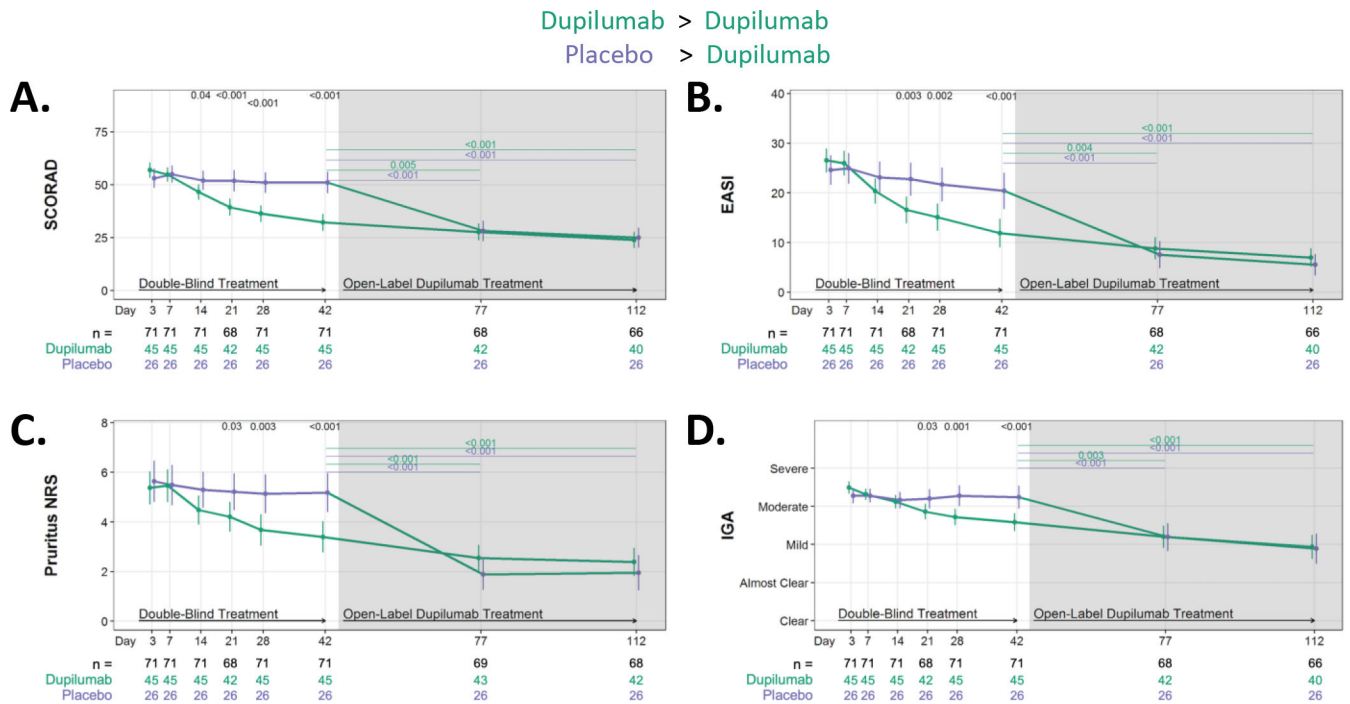 Dupilumab > Dupilumab
Placebo > Dupilumab
A.
0.04 <0.001 <0.001 <0.001
75
50
25
0
SCORAD
<0.001
<0.001
0.005
<0.001
Double-Blind Treatment
Open-Label Dupilumab Treatment
Day 3 7 14 21 28 42 77 112
n = 71 71 71 68 71 71 68 66
Dupilumab 45 45 45 42 45 45 42 40
Placebo 26 26 26 26 26 26 26 26
B.
0.003 0.002 <0.001
40
30
20
10
0
EASI
<0.001
<0.001
0.004
<0.001
Double-Blind Treatment
Open-Label Dupilumab Treatment
Day 3 7 14 21 28 42 77 112
n = 71 71 71 68 71 71 68 66
Dupilumab 45 45 45 42 45 45 42 40
Placebo 26 26 26 26 26 26 26 26
C.
0.03 0.003 <0.001
8
6
4
2
0
Pruritus NRS
<0.001
<0.001
<0.001
<0.001
Double-Blind Treatment
Open-Label Dupilumab Treatment
Day 3 7 14 21 28 42 77 112
n = 71 71 71 68 71 71 69 68
Dupilumab 45 45 45 42 45 45 43 42
Placebo 26 26 26 26 26 26 26 26
D.
0.03 0.001 <0.001
Severe
Moderate
Mild
Almost Clear
Clear
IGA
<0.001
<0.001
0.003
<0.001
Double-Blind Treatment
Open-Label Dupilumab Treatment
Day 3 7 14 21 28 42 77 112
n = 71 71 71 68 71 71 68 66
Dupilumab 45 45 45 42 45 45 42 40
Placebo 26 26 26 26 26 26 26 26